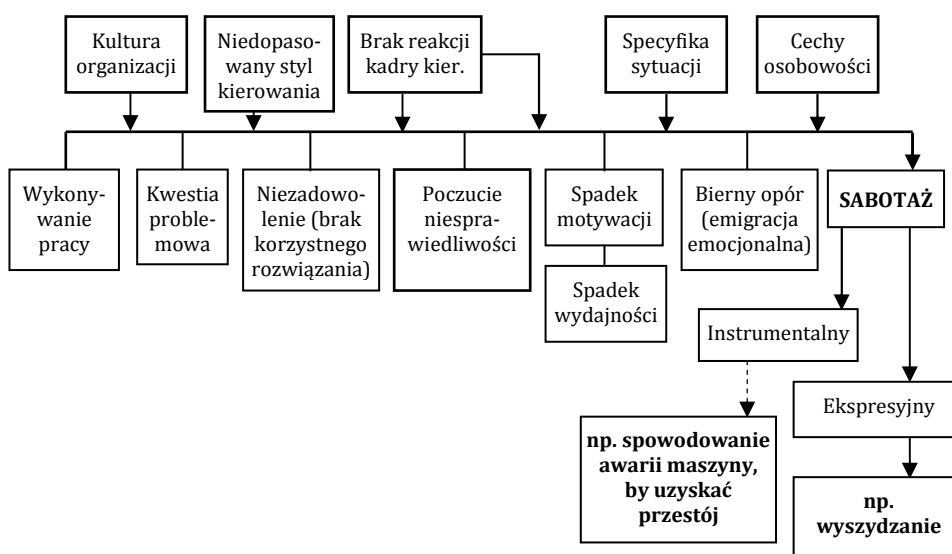 Kultura
organizacji
Niedopaso-
wany styl
kierowania
Brak reakcji
kadry kier.
Specyfika
sytuacji
Cechy
osobowości
Wykony-
wanie
pracy
Kwestia
proble-
mowa
Niezadowo-
lenie (brak
korzystnego
rozwiązania)
Poczucie
niespra-
wiedliwości
Spadek
motywacji
Bierny opór
(emigracja
emocjonalna)
SABOTAŻ
Spadek
wydajności
Instrumentalny
Ekspresyjny
np. spowodowanie
awarii maszyny,
by uzyskać
przestój
np.
wyszydzanie